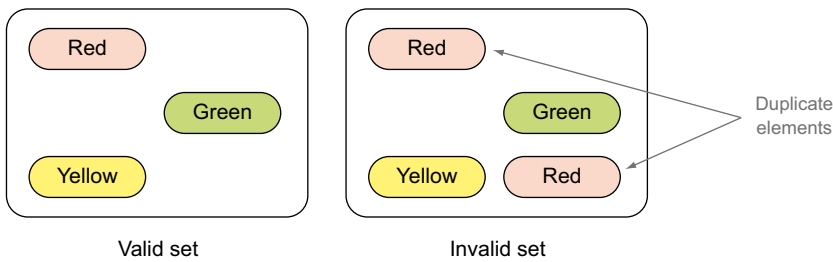 Red
Green
Yellow
Valid set
Red
Green
Yellow
Red
Invalid set
Duplicate
elements